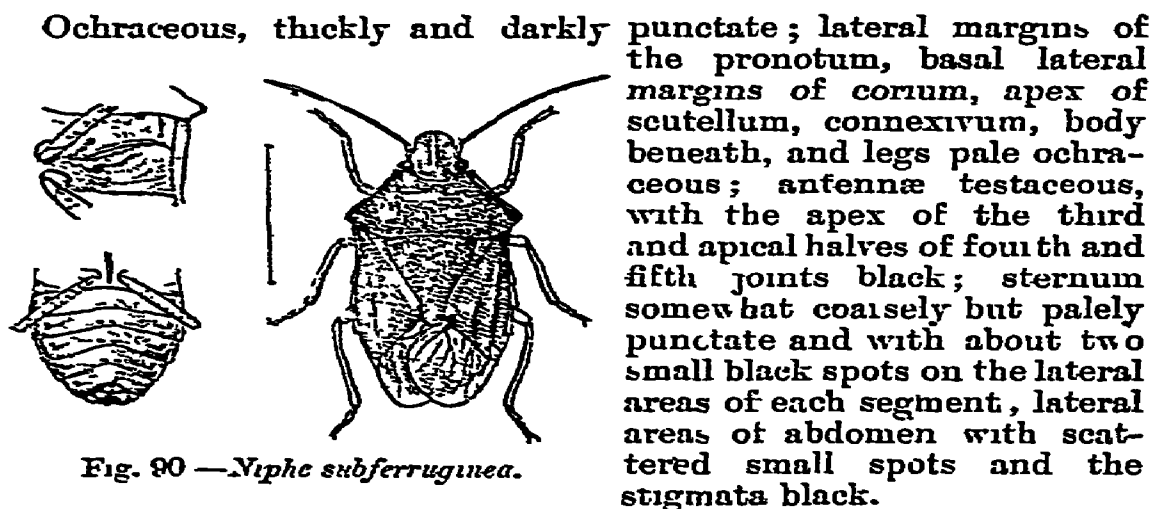 Ochraceous, thickly and darkly punctate; lateral margins of
the pronotum, basal lateral
margins of corium, apex of
scutellum, connexivum, body
beneath, and legs pale ochra-
ceous; antennæ testaceous,
with the apex of the third
and apical halves of fourth and
fifth joints black; sternum
somewhat coarsely but palely
punctate and with about two
small black spots on the lateral
areas of each segment, lateral
areas of abdomen with scat-
tered small spots and the
stigmata black.
Fig. 90 —Niphe subferruginea.